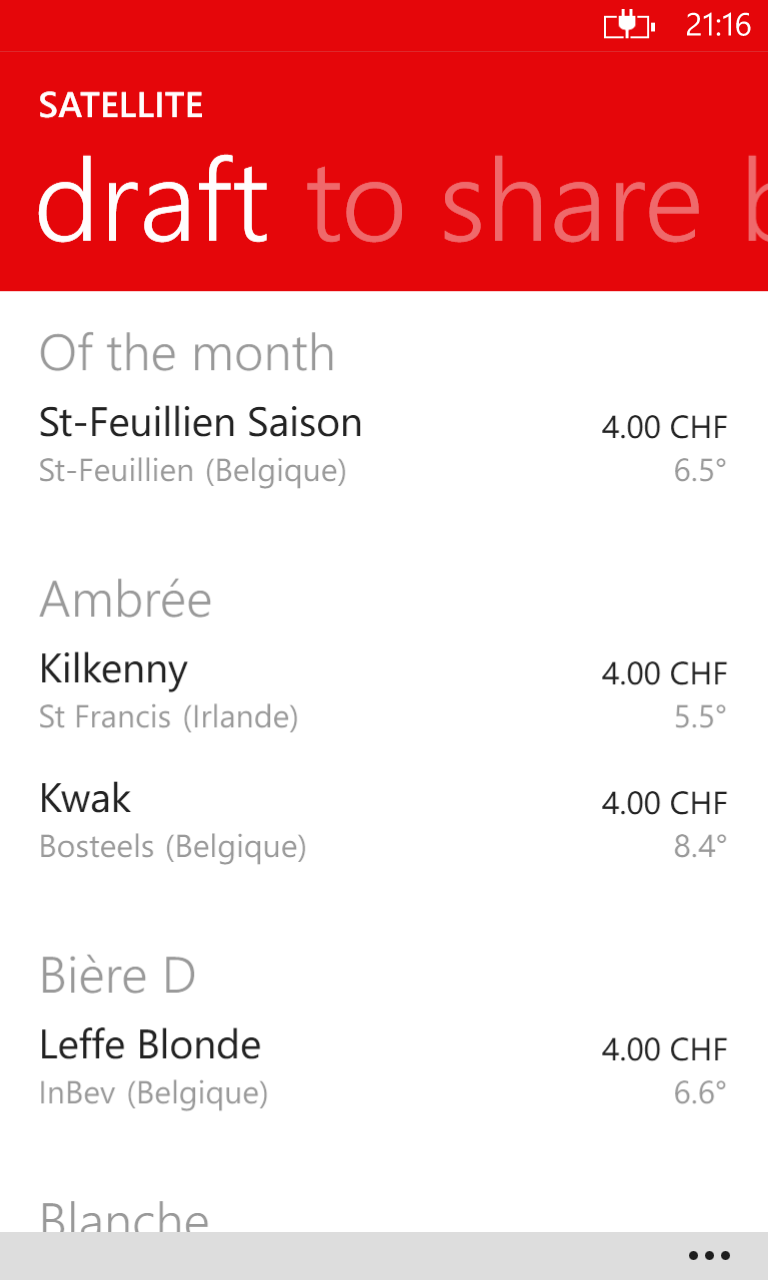 21:16
SATELLITE
draft to share b
Of the month
St-Feuillien Saison 4.00 CHF
St-Feuillien (Belgique) 6.5°
Ambrée
Kilkenny 4.00 CHF
St Francis (Irlande) 5.5°
Kwak 4.00 CHF
Bosteels (Belgique) 8.4°
Bière D
Leffe Blonde 4.00 CHF
InBev (Belgique) 6.6°
Blanche